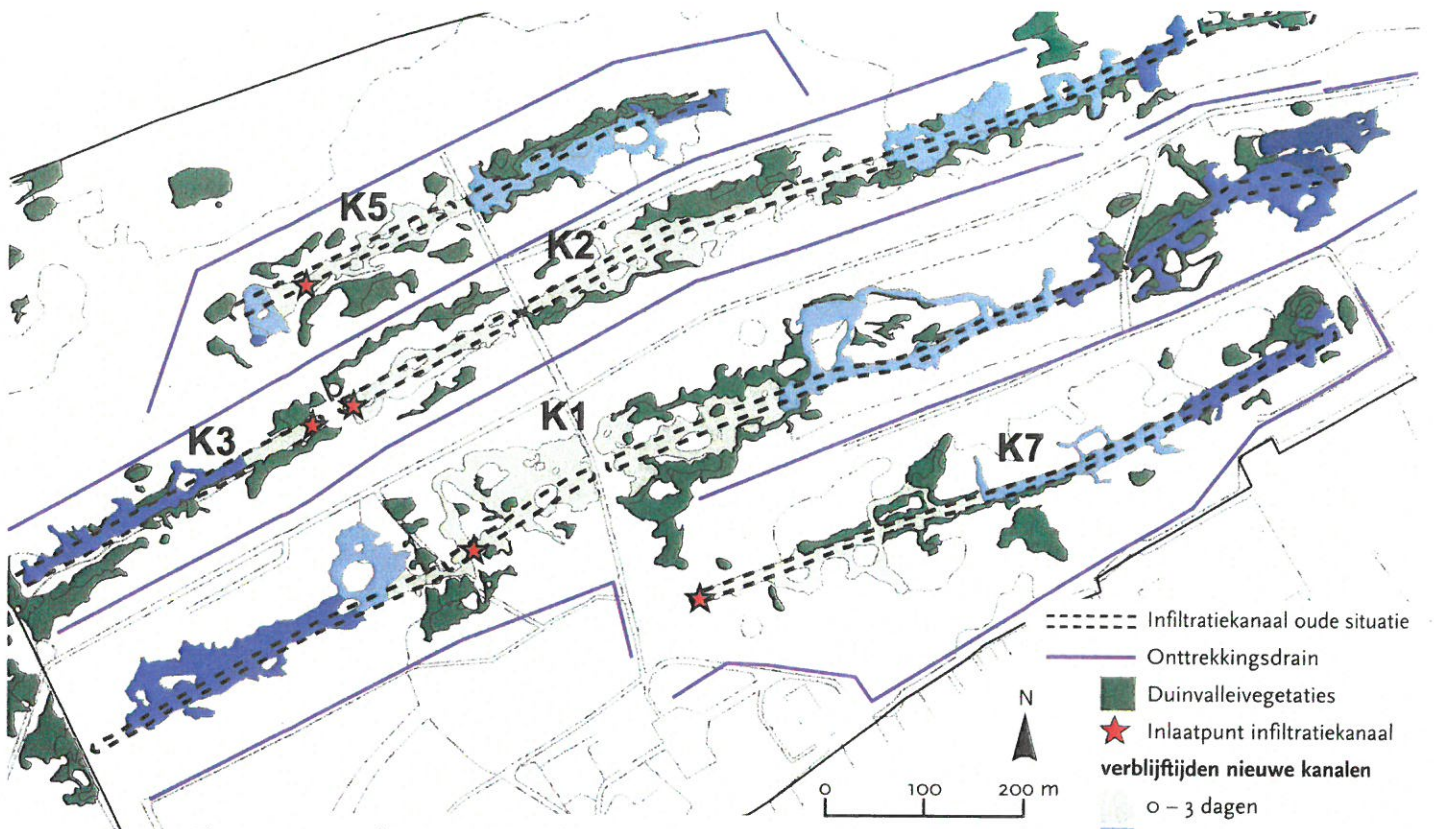 K5
K2
K3
K1
K7
Infiltratiekanaal oude situatie
Onttrekkingsdrain
Duinvalleivegetaties
Inlaatpunt infiltratiekanaal
verblijftijden nieuwe kanalen
0 – 3 dagen
N
0 100 200 m